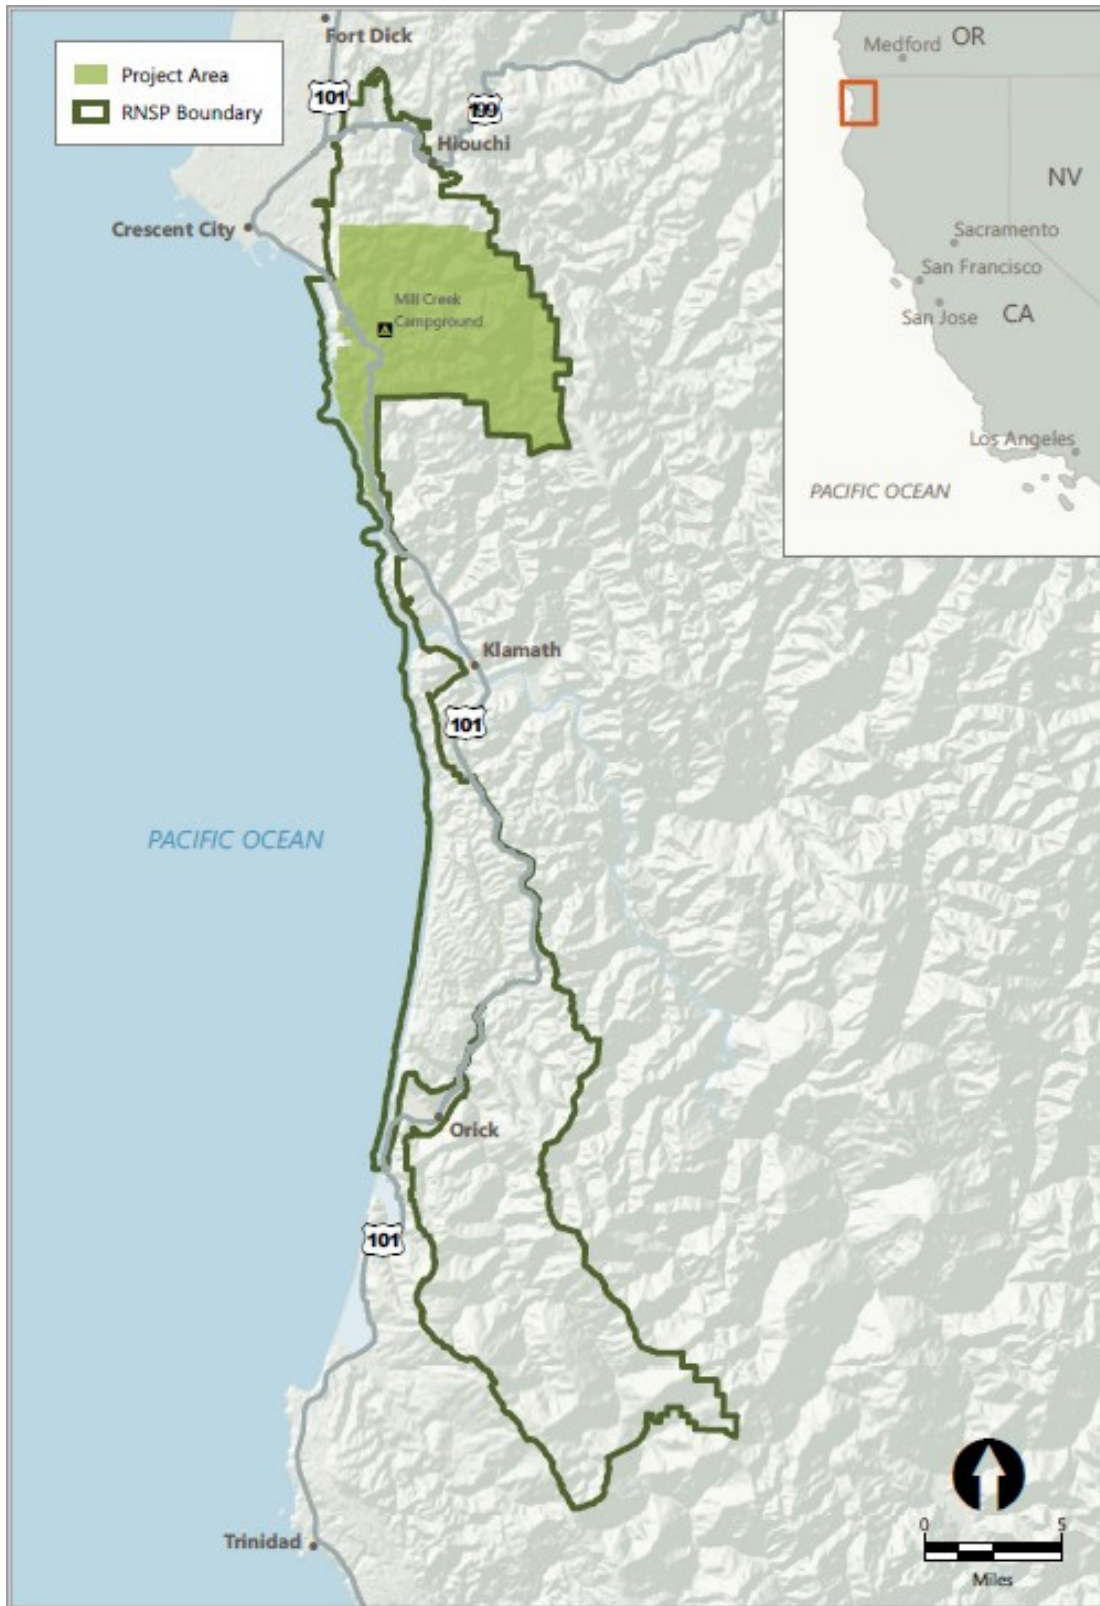 Fort Dick
Project Area
RNSP Boundary
101
199
Hiouchi
Crescent City
Mill Creek
Campground
Medford
OR
NV
Sacramento
San Francisco
San Jose
CA
Los Angeles
PACIFIC OCEAN
Klamath
101
PACIFIC OCEAN
Orick
101
Trinidad
0
5
Miles